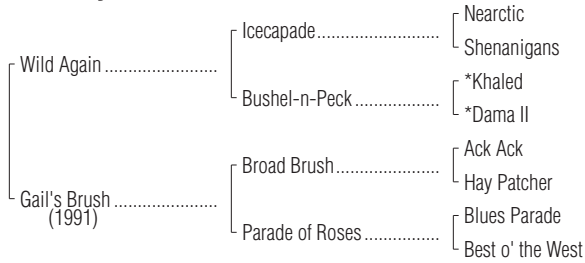 Nearctic
Icecapade
Shenanigans
Wild Again
*Khaled
Bushel-n-Peck
*Dama II
Ack Ack
Broad Brush
Hay Patcher
Gail's Brush
(1991)
Blues Parade
Parade of Roses
Best o' the West